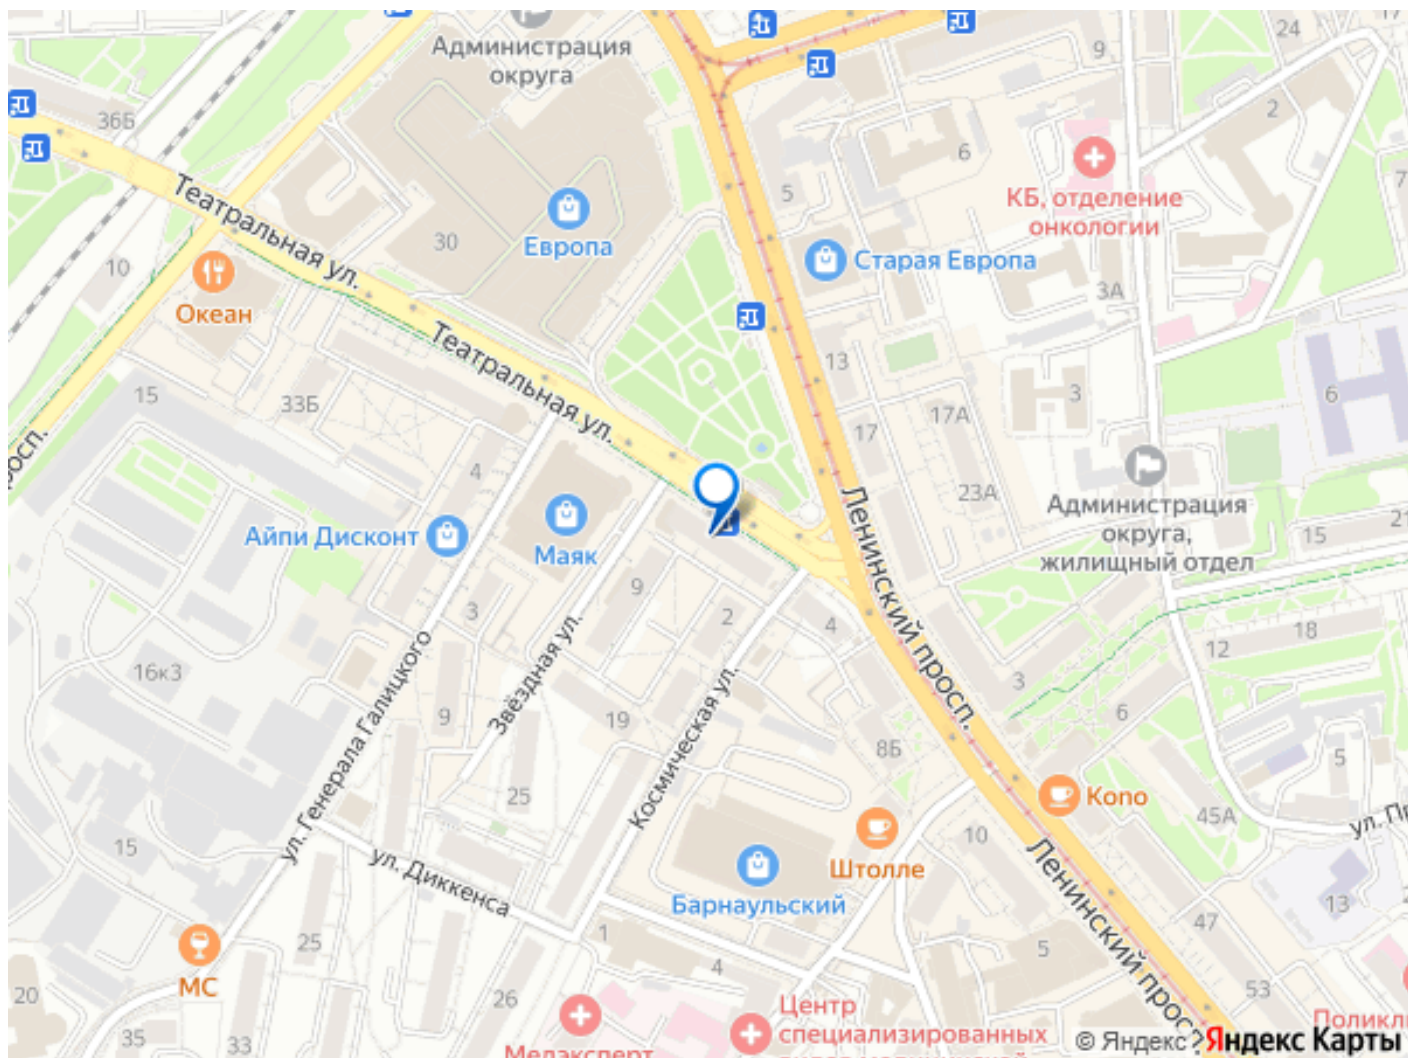 Администрация
округа
36Б
24
9
2
6
7
КБ, отделение
онкологии
5
Театральная ул.
30
Европа
Старая Европа
10
3А
Океан
Театральная ул.
13
15
33Б
3
6
17А
17
4
23А
Администрация
округа,
жилищный отдел
Айпи Дисконт
Маяк
Ленинский просп.
15
21
9
3
2
4
18
12
16к3
ул. Генерала Галицкого
Звёздная ул.
Космическая ул.
3
9
19
6
8Б
5
25
Kono
45А
15
ул. Диккенса
Штолле
10
Ленинский просп.
Барнаульский
13
47
25
1
5
МС
4
20
26
53
35
33
Медэксперт
Центр
специализированных
© Яндекс
Яндекс Карты